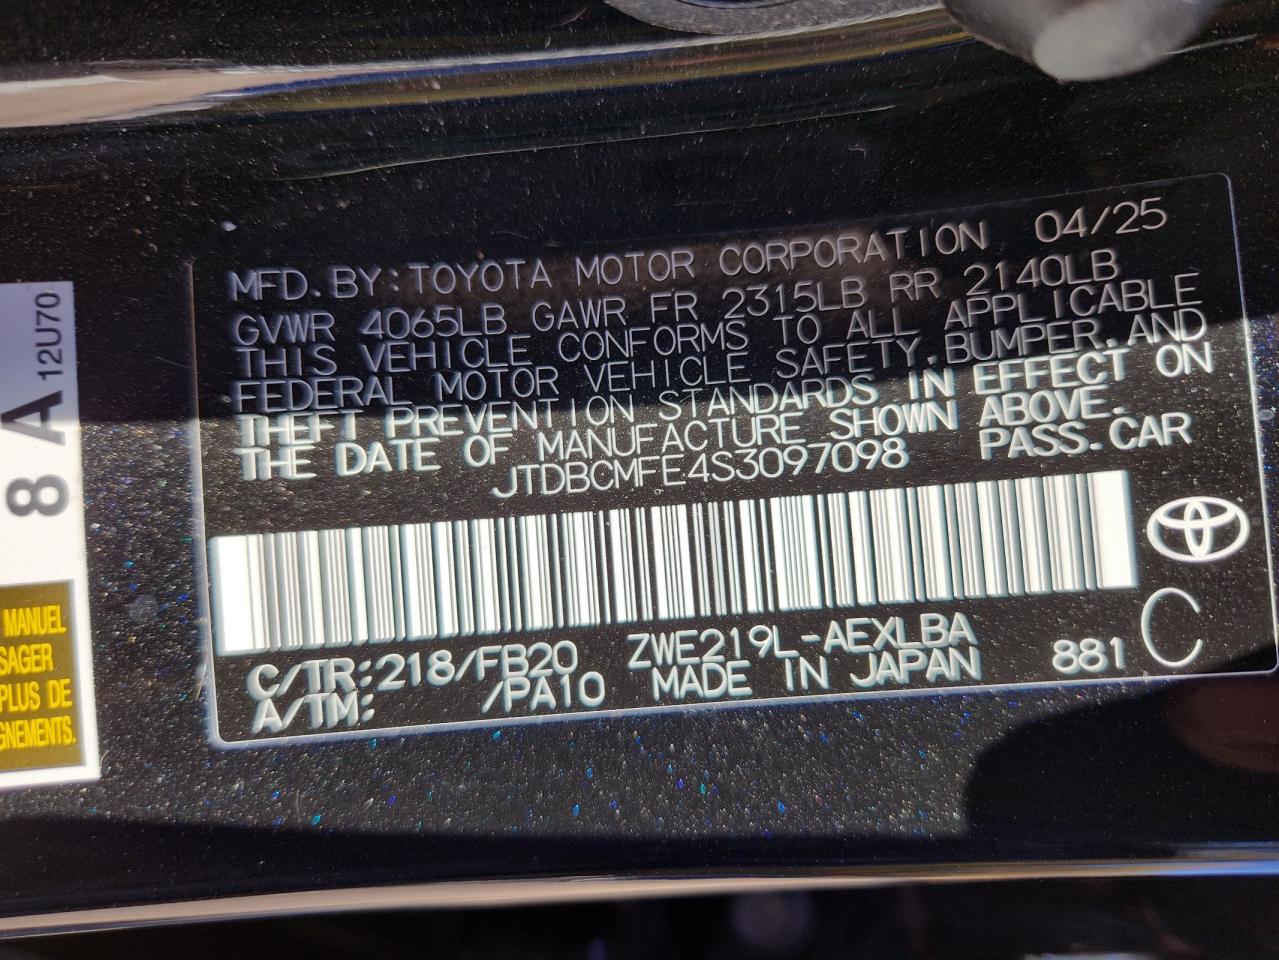 MFD. BY: TOYOTA MOTOR CORPORATION 04/25
GVWR 4065LB GAWR FR 2315LB RR 2140LB
THIS VEHICLE CONFORMS TO ALL APPLICABLE
FEDERAL MOTOR VEHICLE SAFETY, BUMPER, AND
THEFT PREVENTION STANDARDS IN EFFECT ON
THE DATE OF MANUFACTURE SHOWN ABOVE.
JTDBCMFE4S3097098 PASS. CAR
C/TR: 218/FB20 ZWE219L-AEXLBA
A/TM: /PA10 MADE IN JAPAN 881 C
8 A 12U70
MANUEL
SAGER
PLUS DE
GNEMENTS.